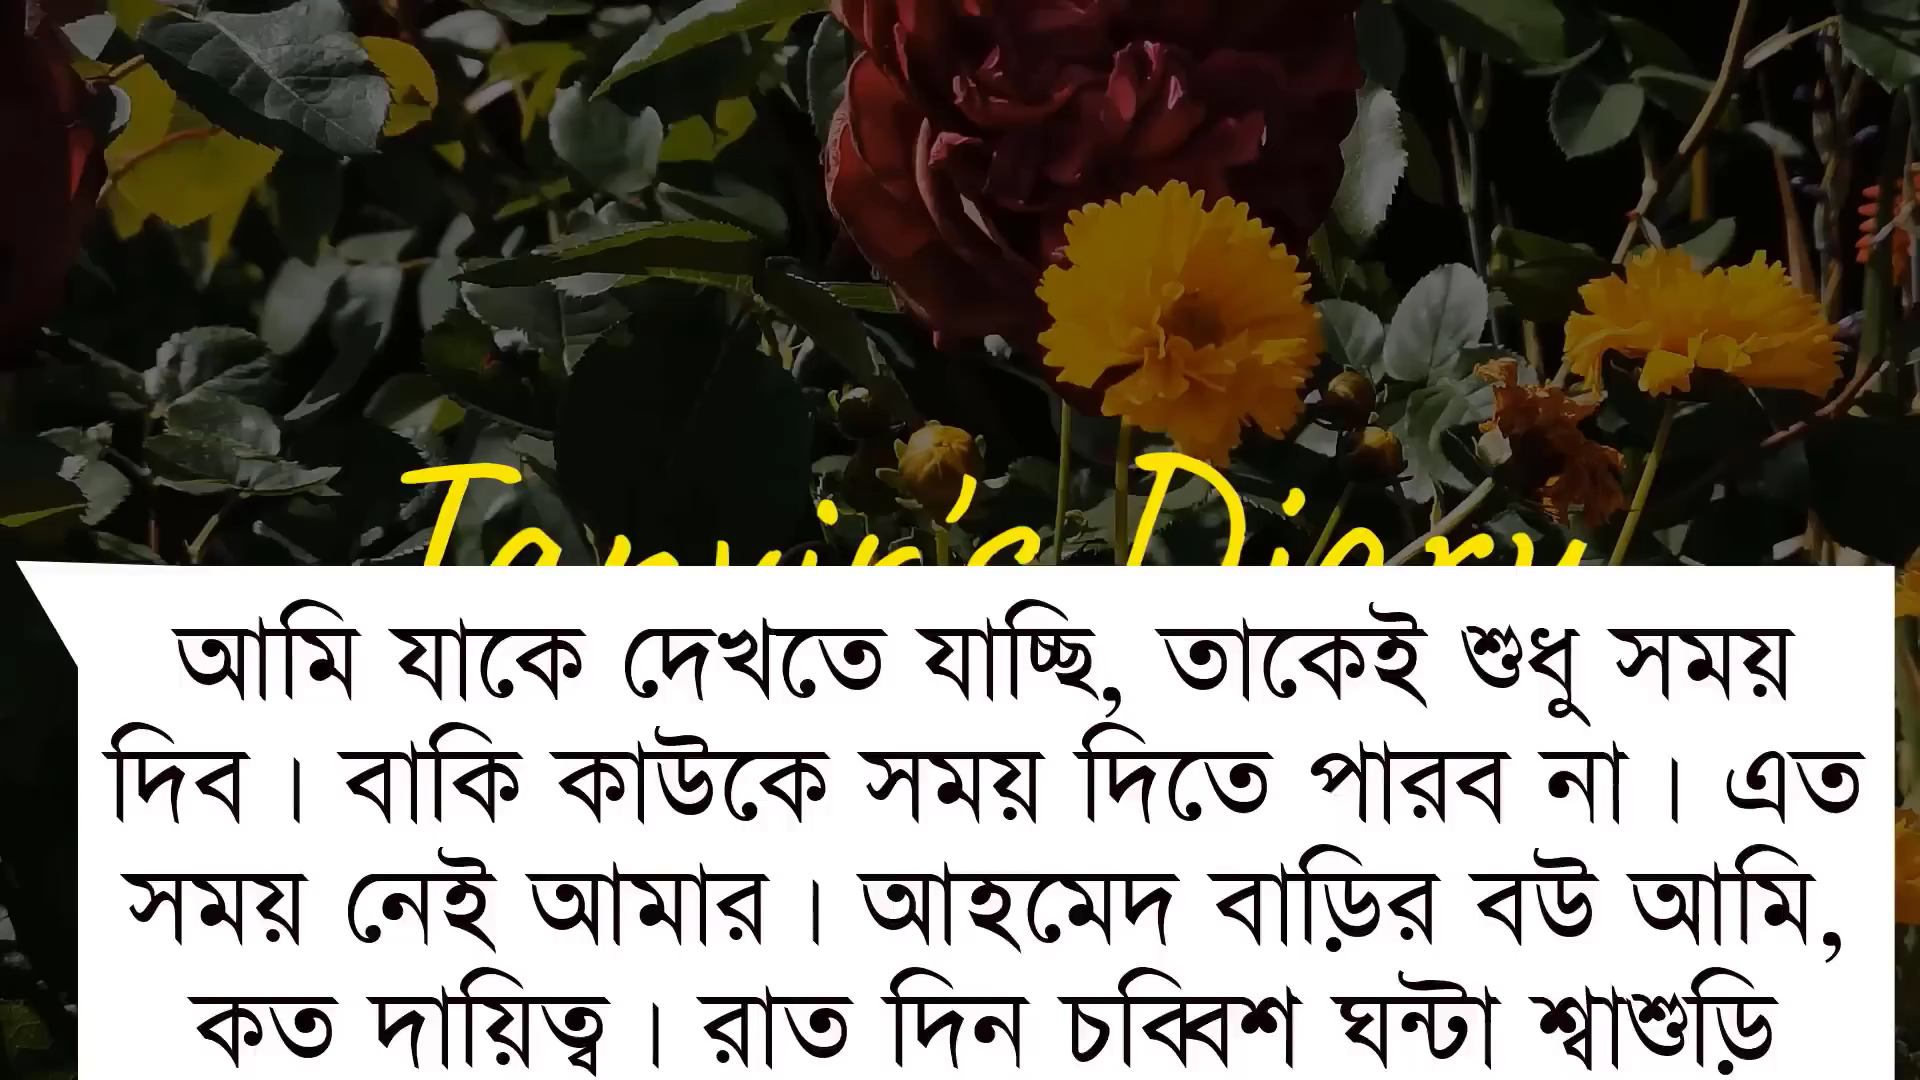 Tanvir's Diary
আমি যাকে দেখতে যাচ্ছি, তাকেই শুধু সময়
দিব। বাকি কাউকে সময় দিতে পারব না। এত
সময় নেই আমার। আহমেদ বাড়ির বউ আমি,
কত দায়িত্ব। রাত দিন চব্বিশ ঘন্টা শ্বাশুড়ি